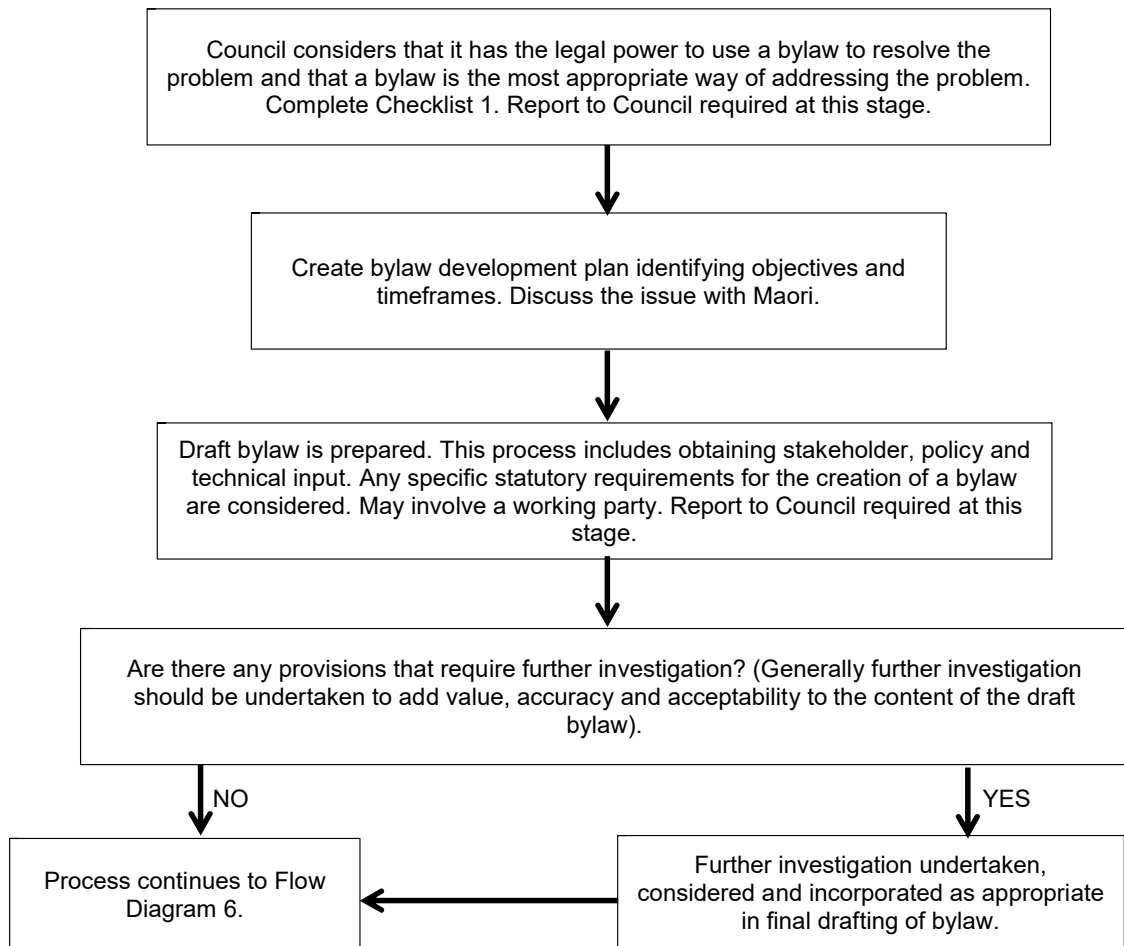 Council considers that it has the legal power to use a bylaw to resolve the
problem and that a bylaw is the most appropriate way of addressing the problem.
Complete Checklist 1. Report to Council required at this stage.
Create bylaw development plan identifying objectives and
timeframes. Discuss the issue with Maori.
Draft bylaw is prepared. This process includes obtaining stakeholder, policy and
technical input. Any specific statutory requirements for the creation of a bylaw
are considered. May involve a working party. Report to Council required at this
stage.
Are there any provisions that require further investigation? (Generally further investigation
should be undertaken to add value, accuracy and acceptability to the content of the draft
bylaw).
NO
YES
Process continues to Flow
Diagram 6.
Further investigation undertaken,
considered and incorporated as appropriate
in final drafting of bylaw.